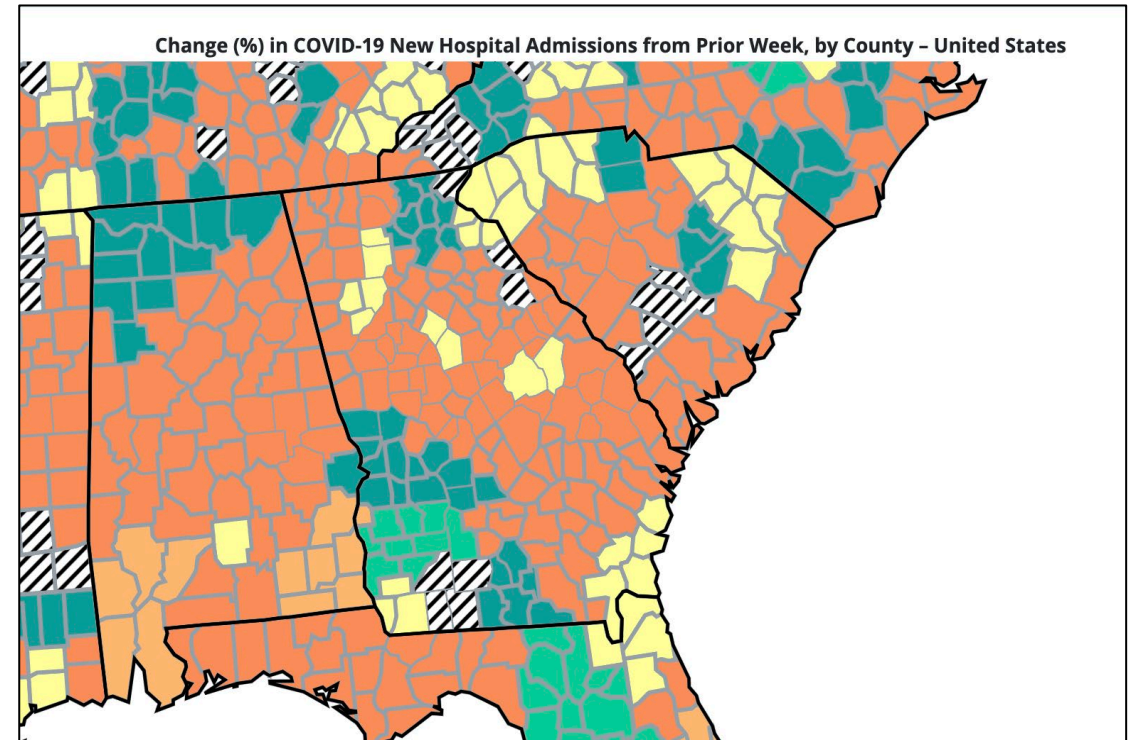 Change (%) in COVID-19 New Hospital Admissions from Prior Week, by County – United States